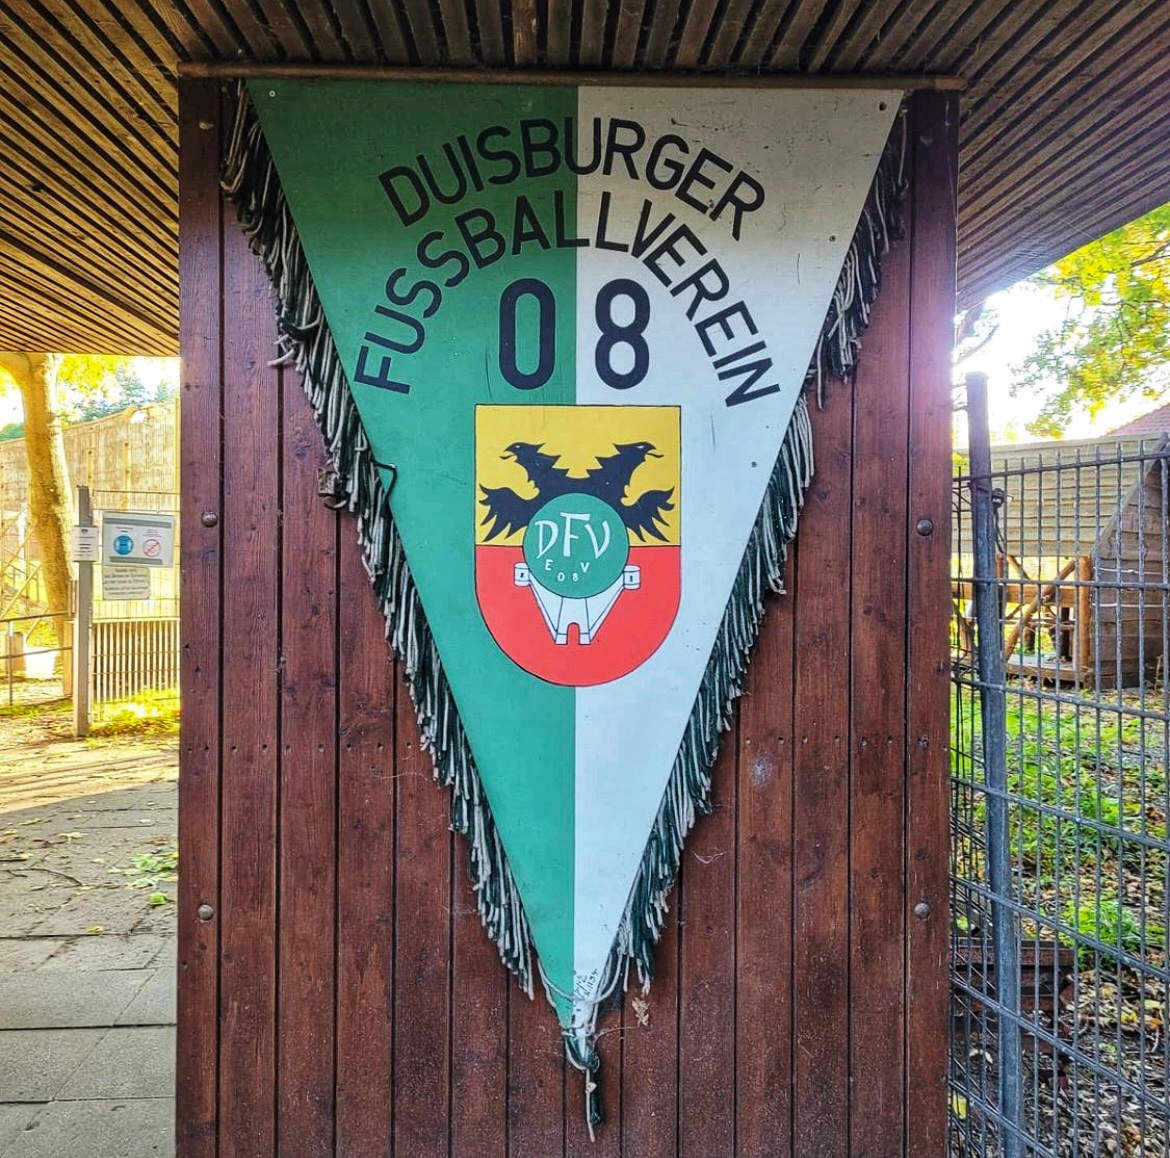 DUISBURGER
FUSSBALLVEREIN
08
DFV
E V
08